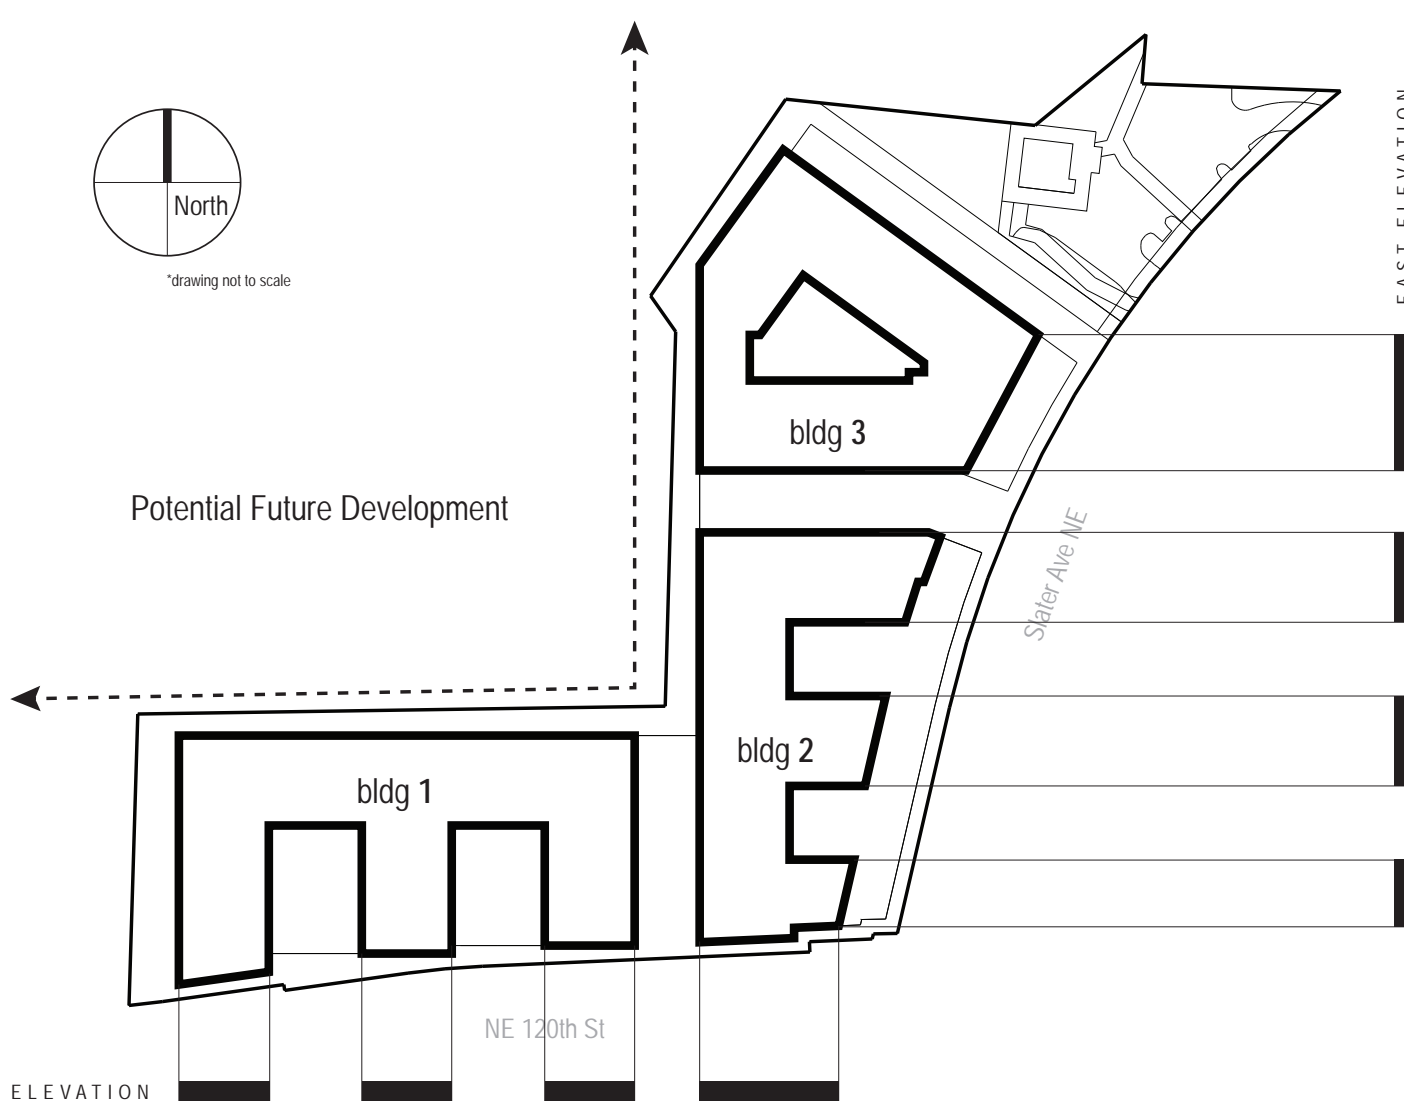 North
*drawing not to scale
EAST ELEVATION
bldg 3
Potential Future Development
Slater Ave NE
bldg 2
bldg 1
NE 120th St
ELEVATION